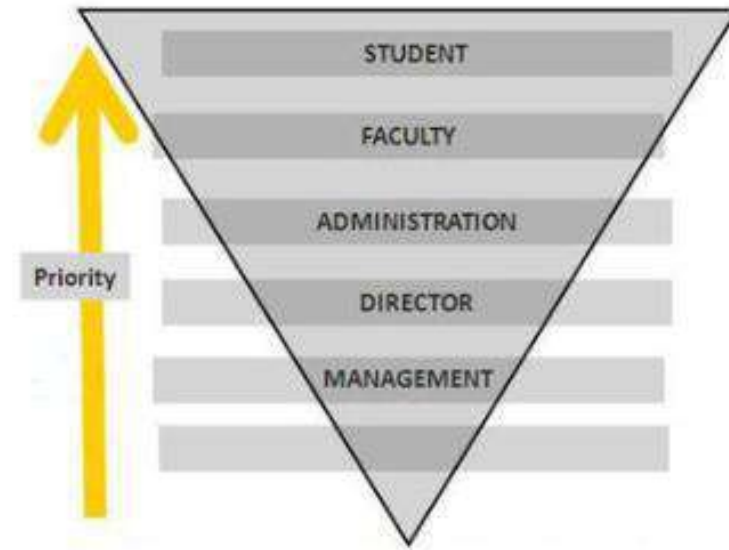 STUDENT
FACULTY
ADMINISTRATION
Priority
DIRECTOR
MANAGEMENT